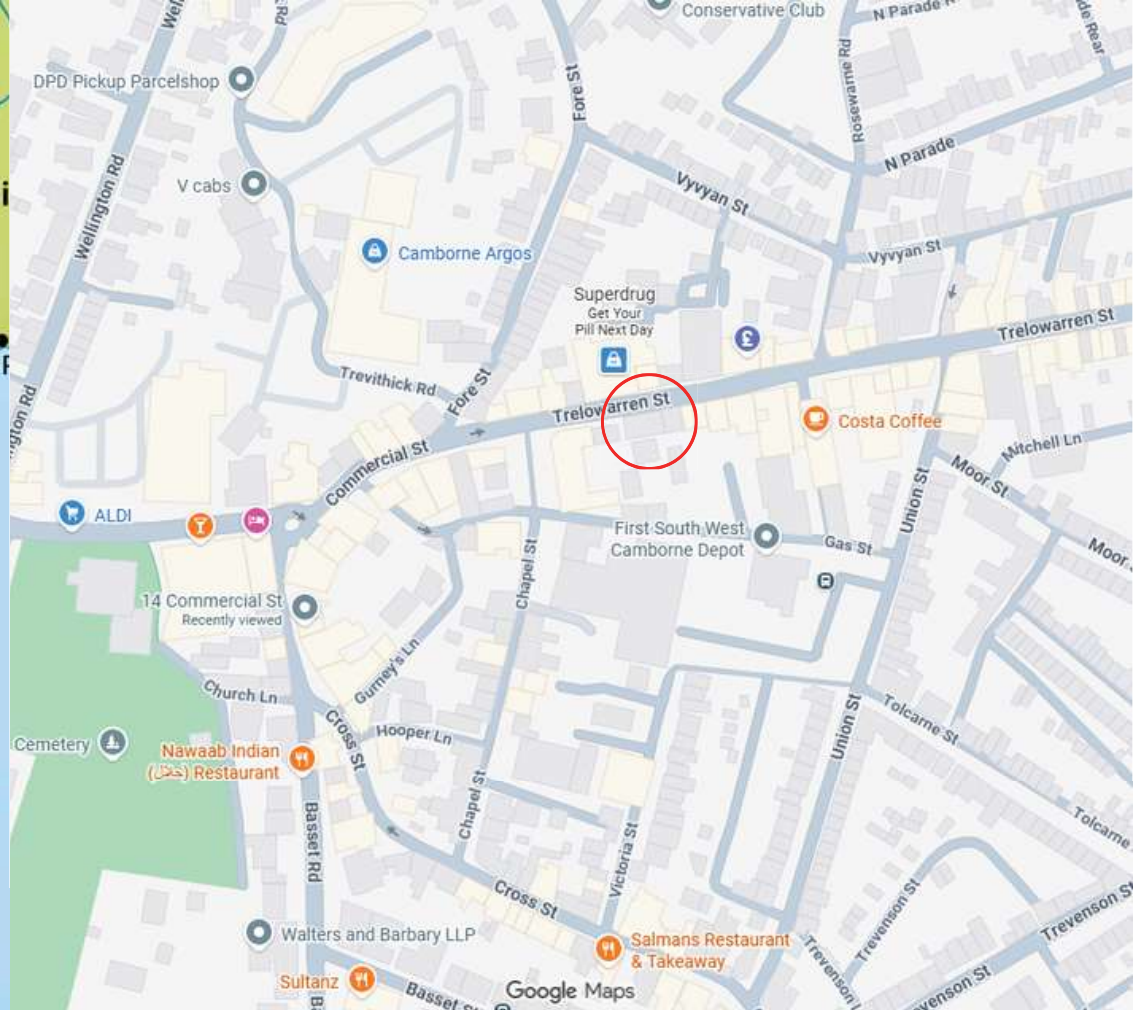 Conservative Club
N Parade
Wellington Rd
DPD Pickup Parcelshop
Fore St
Rosewarne Rd
N Parade
V cabs
Vyvyan St
Camborne Argos
Vyvyan St
Superdrug
Get Your
Pill Next Day
£
Trelowarren St
Trevithick Rd
Fore St
Trelowarren St
Costa Coffee
Commercial St
Mitchell Ln
Moor St
ALDI
Union St
First South West
Camborne Depot
Gas St
Moor
Chapel St
14 Commercial St
Recently viewed
Gurney's Ln
Church Ln
Cross St
Hooper Ln
Union St
Tolcarne St
Cemetery
Nawaab Indian
(حلال) Restaurant
Chapel St
Basset Rd
Victoria St
Tolcarne
Cross St
Trevenson St
Trevenson St
Walters and Barbary LLP
Salmans Restaurant
& Takeaway
Sultanz
Basset St
Google Maps